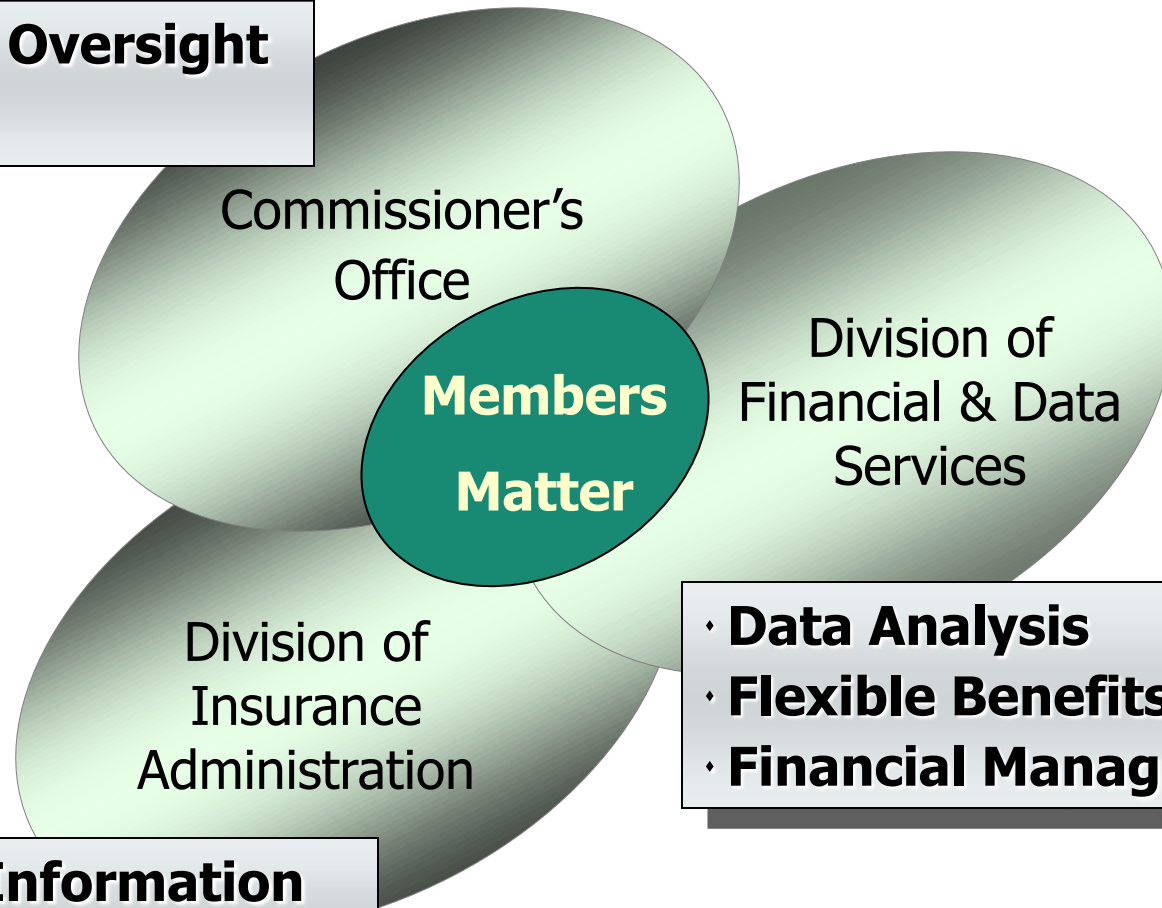 Oversight
Commissioner’s
Office
Members
Matter
Division of
Financial & Data
Services
Division of
Insurance
Administration
· Data Analysis
· Flexible Benefits
· Financial Manag
Information